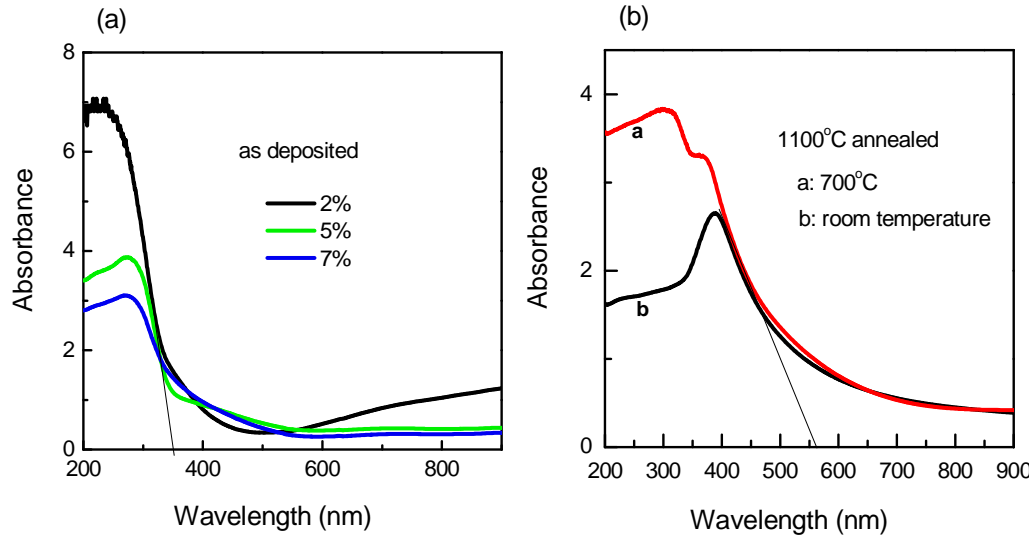 (a)
8
6
4
2
0
200
400
600
800
Absorbance
Wavelength (nm)
as deposited
2%
5%
7%
(b)
4
2
0
200
300
400
500
600
700
800
900
Absorbance
Wavelength (nm)
a
b
1100°C annealed
a: 700°C
b: room temperature